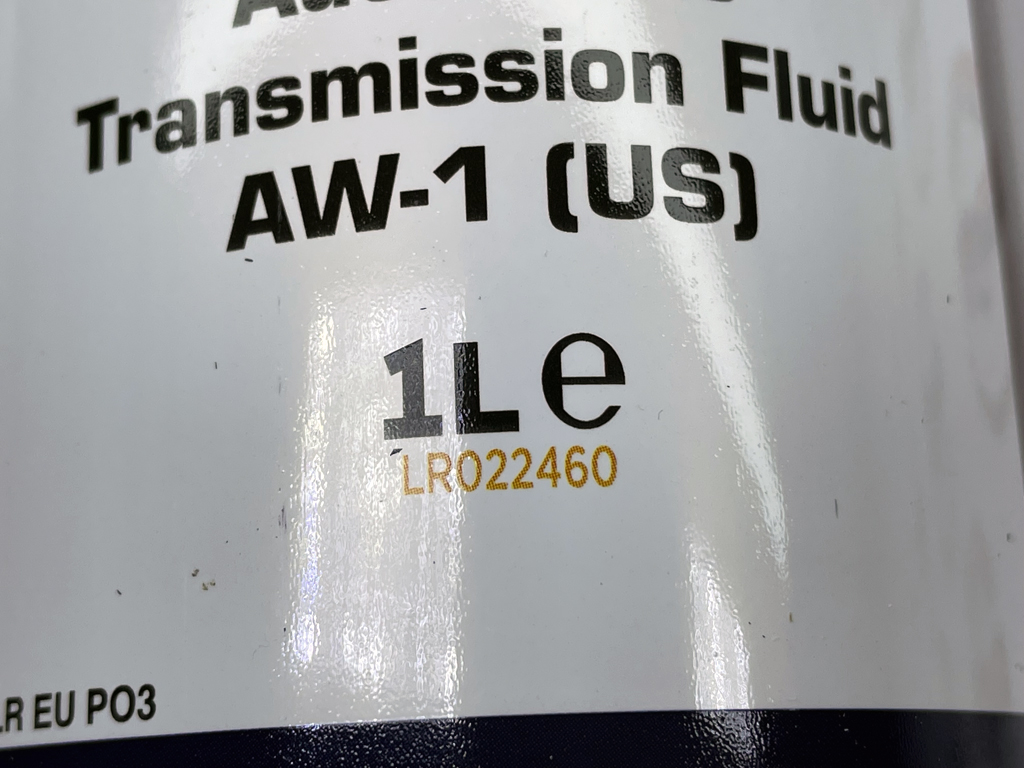 Transmission Fluid
AW-1 (US)
1L e
LR022460
LR EU PO3